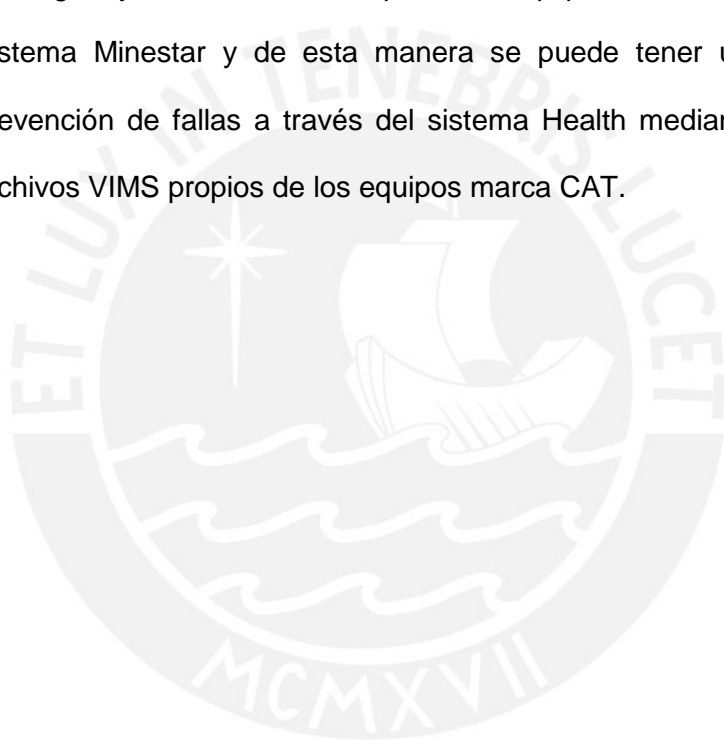 stema Minestar y de esta manera se puede tener
evención de fallas a través del sistema Health
chivos VIMS propios de los equipos marca CAT.
ET LUX IN TENEBRIS LUCET
MCMXVII